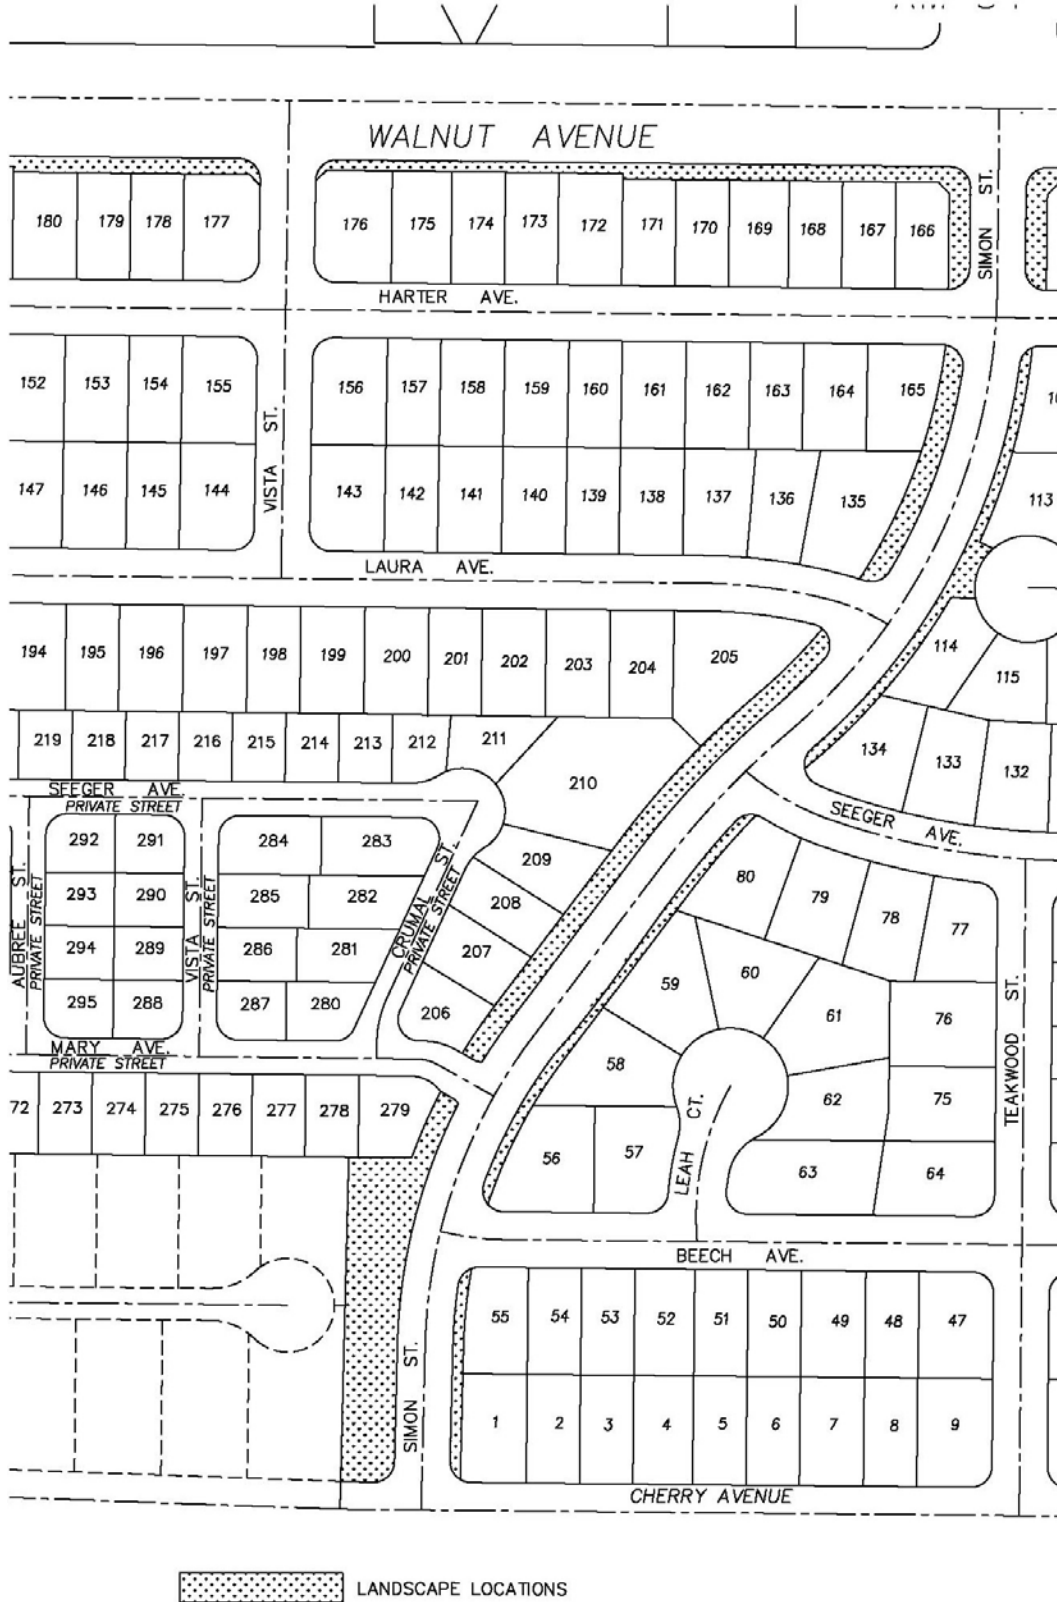 WALNUT AVENUE
SIMON ST.
180 179 178 177 176 175 174 173 172 171 170 169 168 167 166
HARTER AVE.
152 153 154 155 156 157 158 159 160 161 162 163 164 165
VISTA ST.
147 146 145 144 143 142 141 140 139 138 137 136 135 113
LAURA AVE.
194 195 196 197 198 199 200 201 202 203 204 205 114 115
219 218 217 216 215 214 213 212 211 210 134 133 132
SEEGER AVE.
PRIVATE STREET
SEEGER AVE.
292 291 284 283 209 80 79 78 77
AUBREE ST.
PRIVATE STREET
VISTA ST.
PRIVATE STREET
CRUMAL ST.
PRIVATE STREET
293 290 285 282 208
294 289 286 281 207 59 60 61 76
295 288 287 280 206
MARY AVE.
PRIVATE STREET
58 62 75
TEAKWOOD ST.
LEAH CT.
72 273 274 275 276 277 278 279
56 57 63 64
BEECH AVE.
55 54 53 52 51 50 49 48 47
SIMON ST.
1 2 3 4 5 6 7 8 9
CHERRY AVENUE
LANDSCAPE LOCATIONS